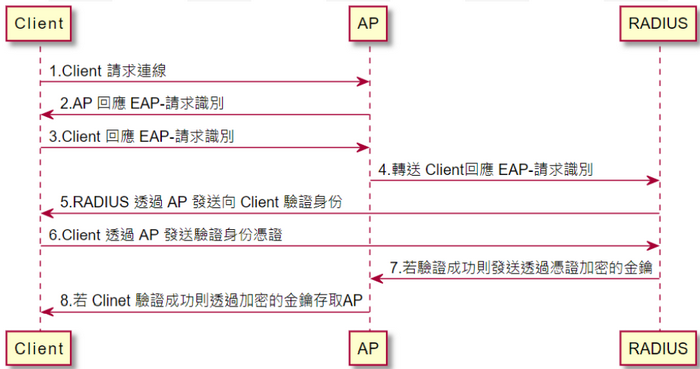 Client AP RADIUS
1.Client 請求連線
2.AP 回應 EAP-請求識別
3.Client 回應 EAP-請求識別
4.轉送 Client回應 EAP-請求識別
5.RADIUS 透過 AP 發送向 Client 驗證身份
6.Client 透過 AP 發送驗證身份憑證
7.若驗證成功則發送透過憑證加密的金鑰
8.若 Clinet 驗證成功則透過加密的金鑰存取AP
Client AP RADIUS